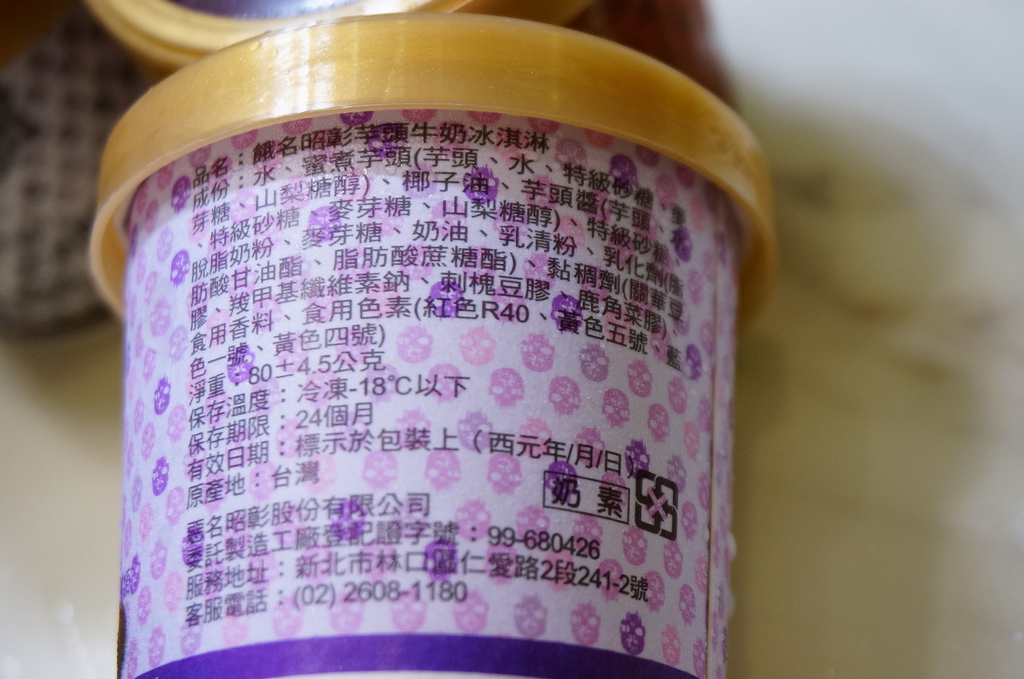 品名：餓名昭彰芋頭牛奶冰淇淋
成份：水、蜜煮芋頭(芋頭、水、特級砂糖、麥
芽糖、山梨糖醇)、椰子油、芋頭醬(芋頭、
、特級砂糖、麥芽糖、山梨糖醇)、特級砂糖、
脫脂奶粉、麥芽糖、奶油、乳清粉、乳化劑(脂
肪酸甘油酯、脂肪酸蔗糖酯)、黏稠劑(關華豆
膠、羧甲基纖維素鈉、刺槐豆膠、鹿角菜膠)、
食用香料、食用色素(紅色R40、黃色五號、藍
色一號、黃色四號)
淨重：80±4.5公克
保存溫度：冷凍-18℃以下
保存期限：24個月
有效日期：標示於包裝上（西元年/月/日）
原產地：台灣
奶 素
惡名昭彰股份有限公司
委託製造工廠登記證字號：99-680426
服務地址：新北市林口區仁愛路2段241-2號
客服電話：(02) 2608-1180